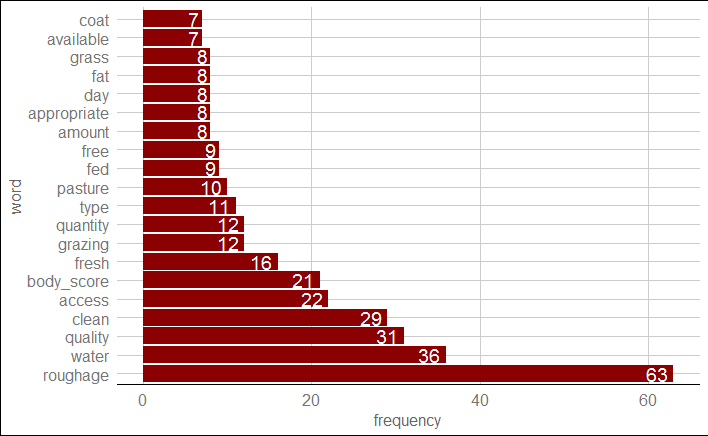 coat 7
available 7
grass 8
fat 8
day 8
appropriate 8
amount 8
free 9
fed 9
pasture 10
type 11
quantity 12
grazing 12
fresh 16
body_score 21
access 22
clean 29
quality 31
water 36
roughage 63
0 20 40 60
frequency
word